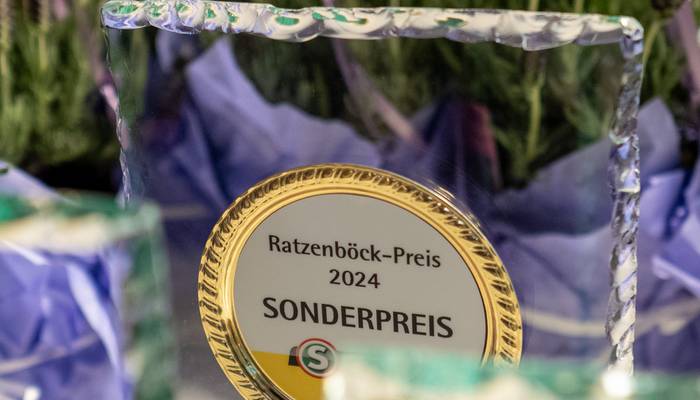 Ratzenböck-Preis
2024
SONDERPREIS
S